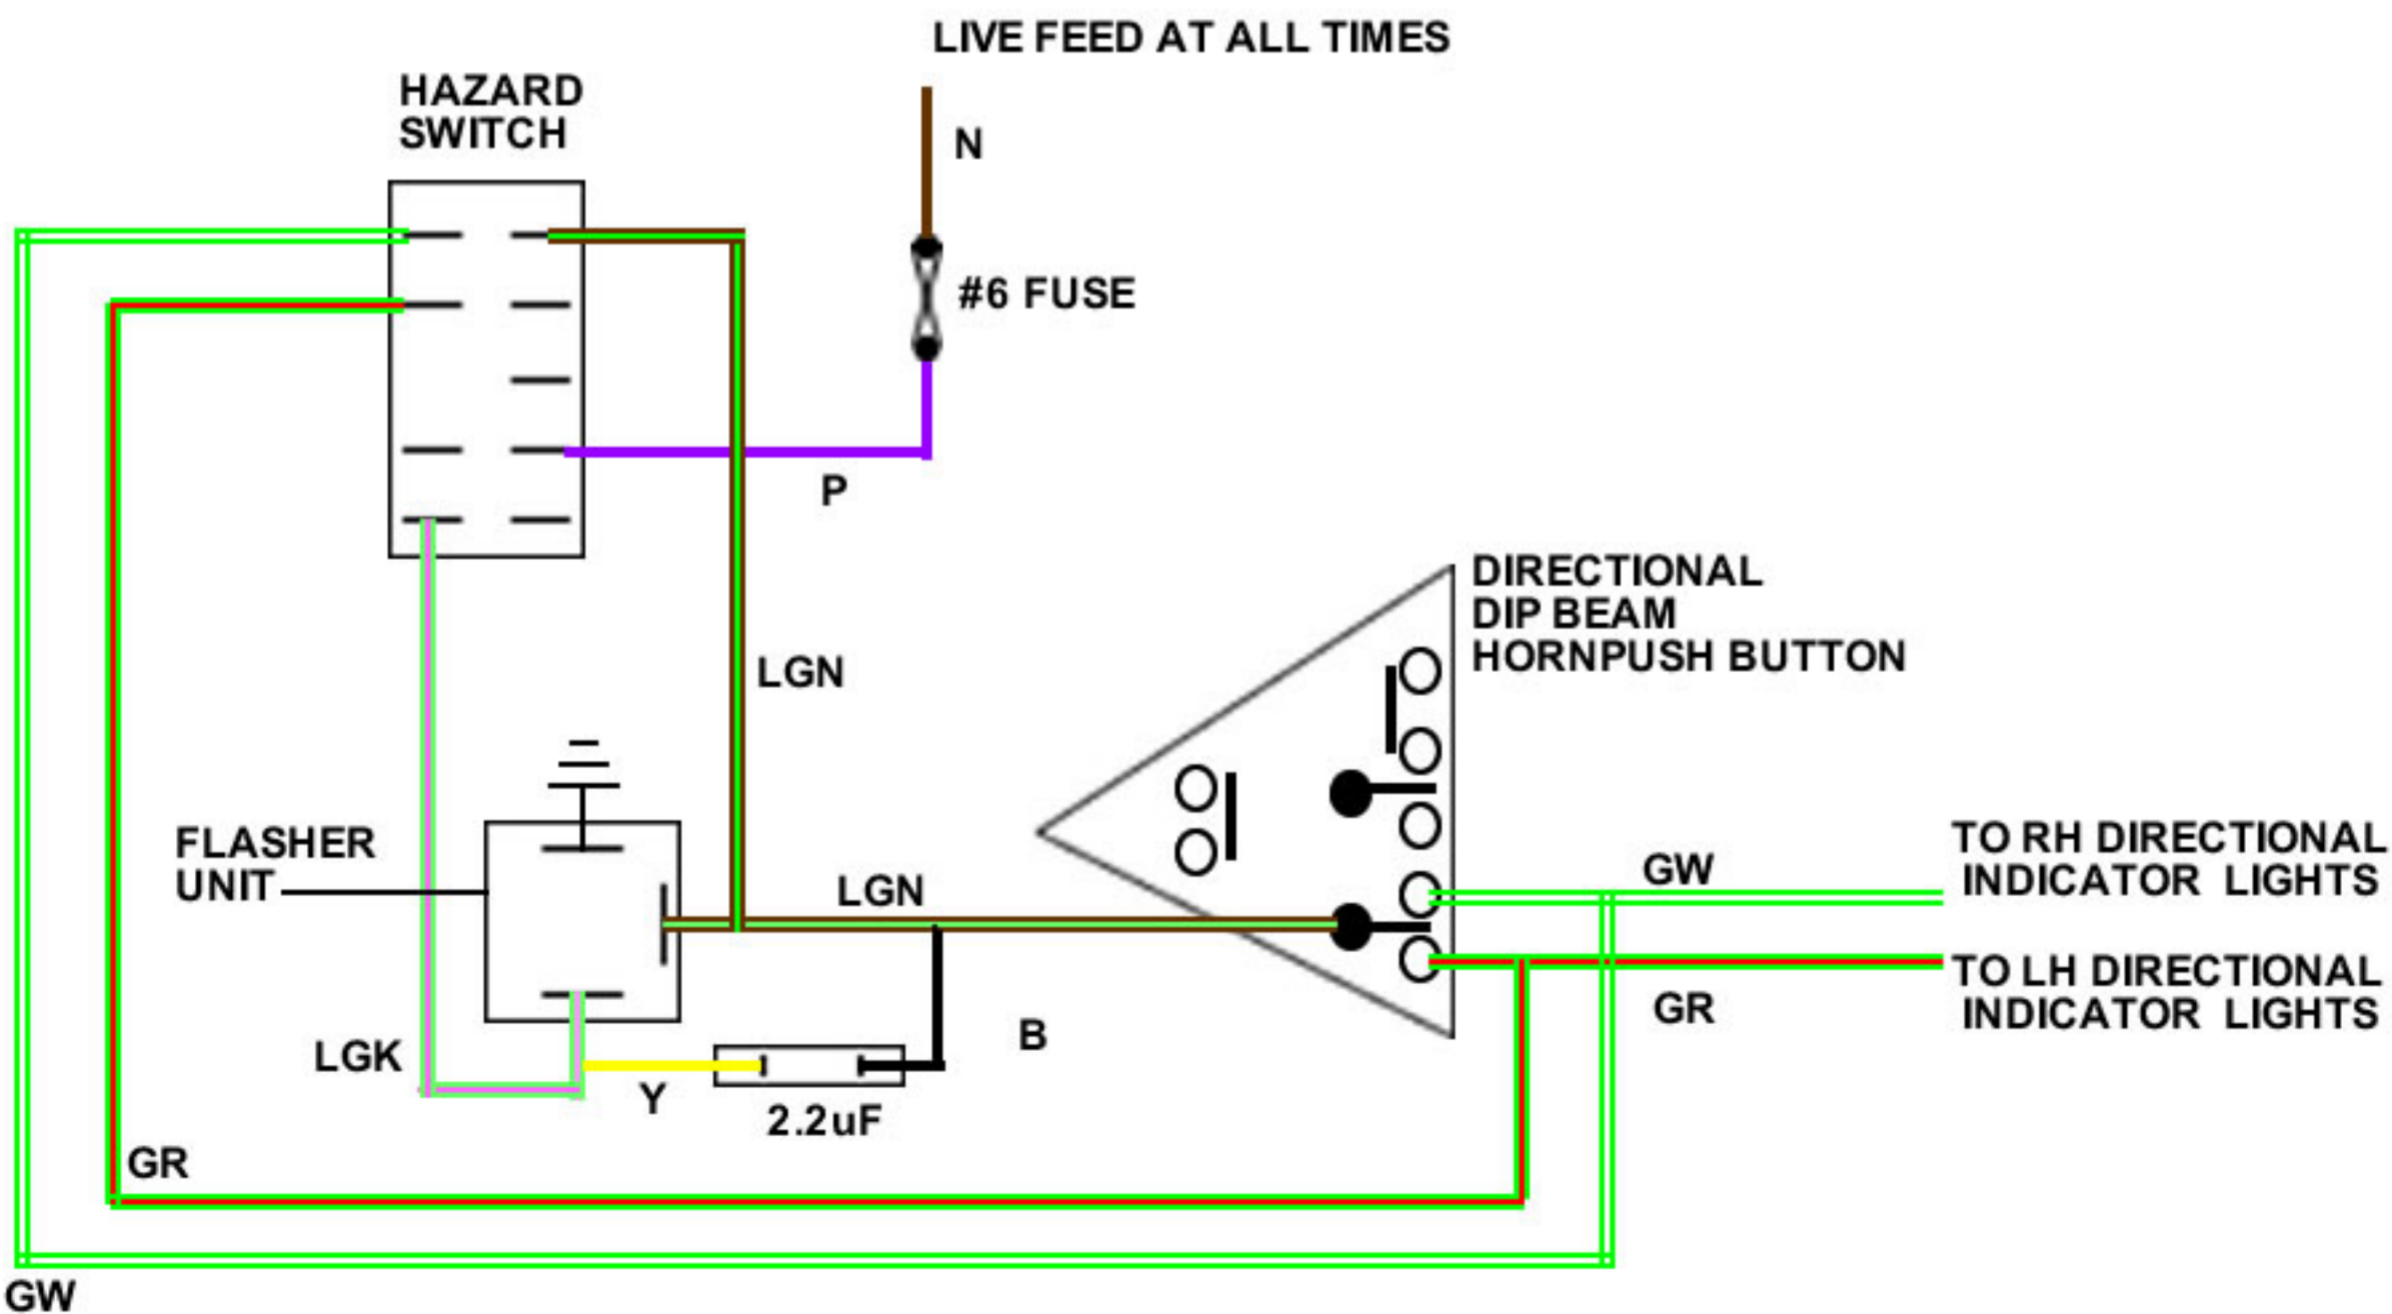 LIVE FEED AT ALL TIMES
HAZARD
SWITCH
N
#6 FUSE
P
LGN
DIRECTIONAL
DIP BEAM
HORNPUSH BUTTON
FLASHER
UNIT
LGN
GW
TO RH DIRECTIONAL
INDICATOR LIGHTS
TO LH DIRECTIONAL
INDICATOR LIGHTS
GR
B
LGK
Y
2.2uF
GR
GW